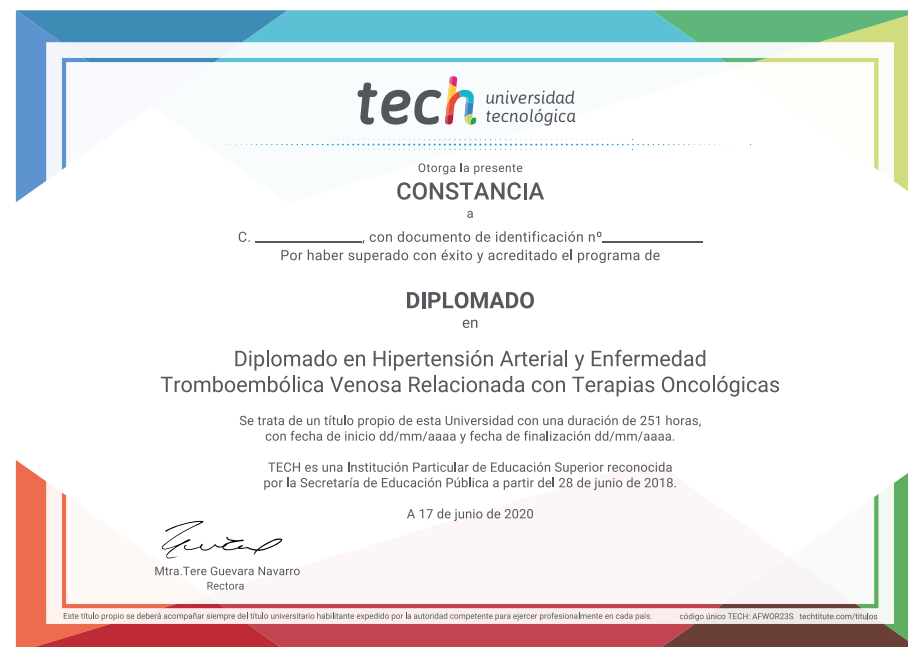 tech universidad
tecnológica
Otorga la presente
CONSTANCIA
a
C. ____________, con documento de identificación nº____________
Por haber superado con éxito y acreditado el programa de
DIPLOMADO
en
Diplomado en Hipertensión Arterial y Enfermedad
Tromboembólica Venosa Relacionada con Terapias Oncológicas
Se trata de un título propio de esta Universidad con una duración de 251 horas,
con fecha de inicio dd/mm/aaaa y fecha de finalización dd/mm/aaaa.
TECH es una Institución Particular de Educación Superior reconocida
por la Secretaría de Educación Pública a partir del 28 de junio de 2018.
A 17 de junio de 2020
Mtra.Tere Guevara Navarro
Rectora
Este título propio se deberá acompañar siempre del título universitario habilitante expedido por la autoridad competente para ejercer profesionalmente en cada país. código único TECH: AFWOR23S techtitute.com/titulos